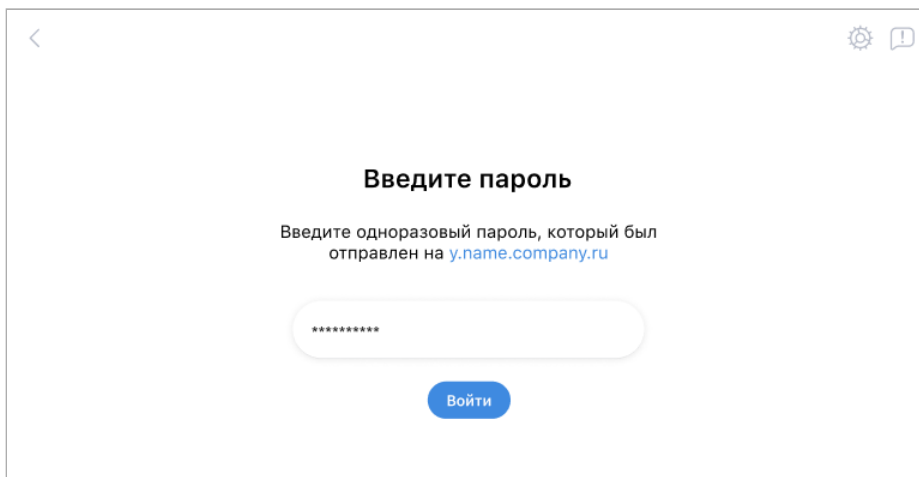 Введите пароль
Введите одноразовый пароль, который был
отправлен на y.name.company.ru
**********
Войти